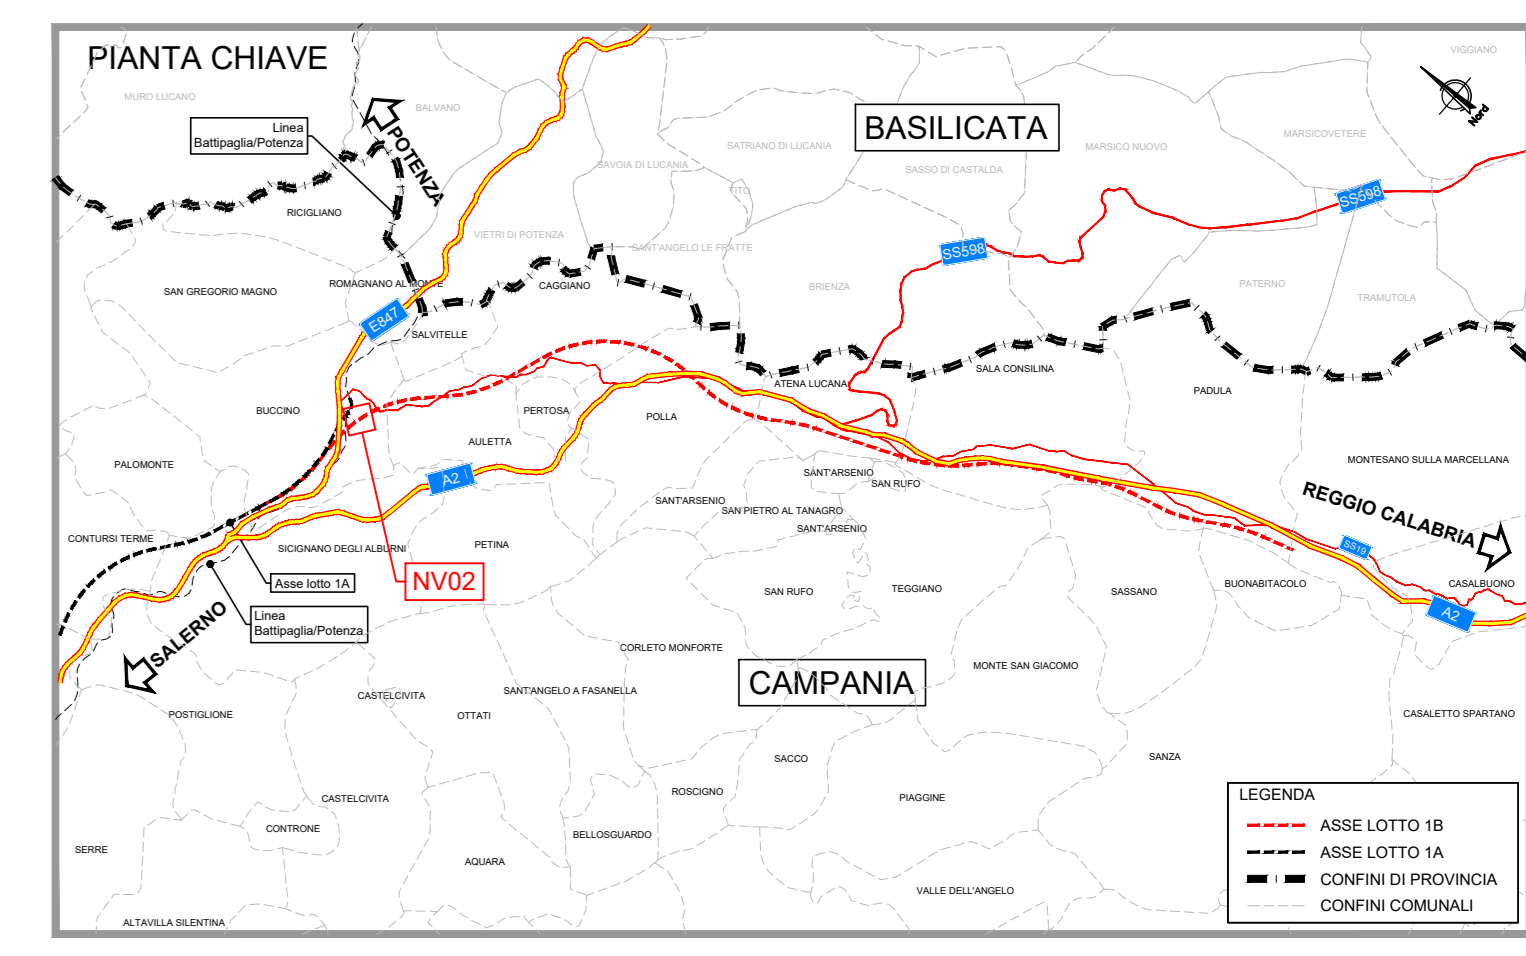 PIANTA CHIAVE
VIGGIANO
MURO LUCANO
BALVANO
Nord
Linea
Battipaglia/Potenza
POTENZA
BASILICATA
MARSICOVETERE
SATRIANO DI LUCANIA
MARSICO NUOVO
SAVOIA DI LUCANIA
SASSO DI CASTALDA
TITO
SS598
RICIGLIANO
VIETRI DI POTENZA
SANT'ANGELO LE FRATTE
SS598
SAN GREGORIO MAGNO
ROMAGNANO AL MONTE
CAGGIANO
BRIENZA
PATERNO
TRAMUTOLA
E847
SALVITELLE
ATENA LUCANA
SALA CONSILINA
PADULA
BUCCINO
PERTOSA
POLLA
AULETTA
PALOMONTE
A2
SANT'ARSENIO
SAN RUFO
MONTESANO SULLA MARCELLANA
SANT'ARSENIO
SAN PIETRO AL TANAGRO
SANT'ARSENIO
REGGIO CALABRIA
CONTURSI TERME
SICIGNANO DEGLI ALBURNI
PETINA
SS19
Asse lotto 1A
NV02
SAN RUFO
TEGGIANO
SASSANO
BUONABITACOLO
CASALBUONO
A2
Linea
Battipaglia/Potenza
SALERNO
CORLETO MONFORTE
MONTE SAN GIACOMO
CAMPANIA
CASTELCIVITA
SANT'ANGELO A FASANELLA
POSTIGLIONE
OTTATI
CASALETTO SPARTANO
SACCO
SANZA
ROSCIGNO
PIAGGINE
CASTELCIVITA
CONTRONE
BELLOSGUARDO
SERRE
AQUARA
VALLE DELL'ANGELO
ALTAVILLA SILENTINA
LEGENDA
ASSE LOTTO 1B
ASSE LOTTO 1A
CONFINI DI PROVINCIA
CONFINI COMUNALI